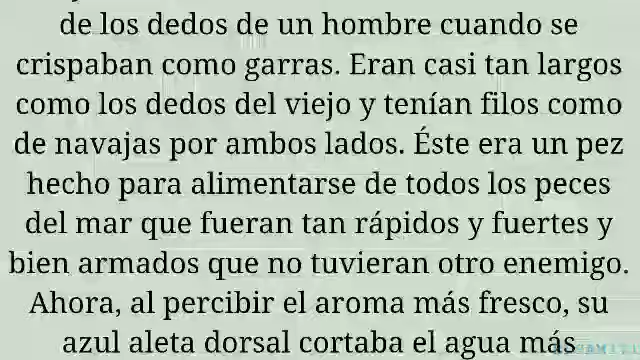 de los dedos de un hombre cuando se
crispaban como garras. Eran casi tan largos
como los dedos del viejo y tenían filos como
de navajas por ambos lados. Éste era un pez
hecho para alimentarse de todos los peces
del mar que fueran tan rápidos y fuertes y
bien armados que no tuvieran otro enemigo.
Ahora, al percibir el aroma más fresco, su
azul aleta dorsal cortaba el agua más